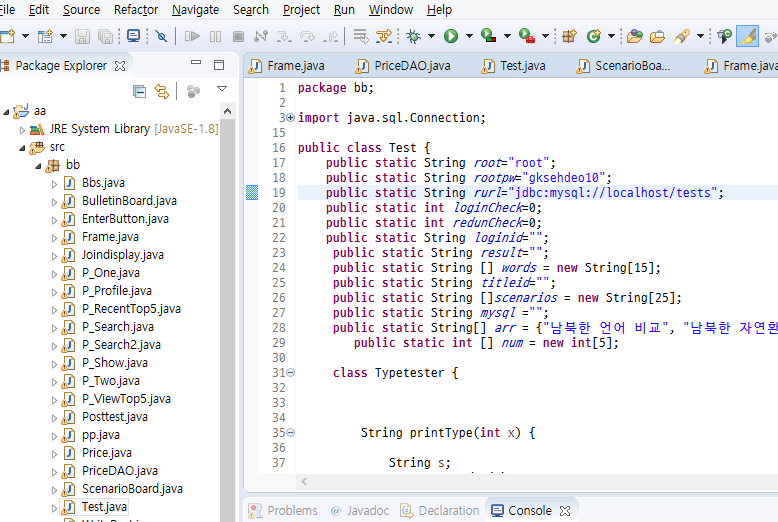 Edit Source Refactor Navigate Search Project Run Window Help
Package Explorer
aa
JRE System Library [JavaSE-1.8]
src
bb
Bbs.java
BulletinBoard.java
EnterButton.java
Frame.java
Joindisplay.java
P_One.java
P_Profile.java
P_RecentTop5.java
P_Search.java
P_Search2.java
P_Show.java
P_Two.java
P_ViewTop5.java
Posttest.java
pp.java
Price.java
PriceDAO.java
ScenarioBoard.java
Test.java
Frame.java PriceDAO.java Test.java ScenarioBoa... Frame.java
1 package bb;
2
3 import java.sql.Connection;
15
16 public class Test {
17 public static String root="root";
18 public static String rootpw="gksehdeo10";
19 public static String rurl="jdbc:mysql://localhost/tests";
20 public static int loginCheck=0;
21 public static int redunCheck=0;
22 public static String loginid="";
23 public static String result="";
24 public static String [] words = new String[15];
25 public static String titleid="";
26 public static String []scenarios = new String[25];
27 public static String mysql ="";
28 public static String[] arr = {"남북한 언어 비교", "남북한 자연환
29 public static int [] num = new int[5];
30
31 class Typetester {
32
33
34
35 String printType(int x) {
36
37 String s;
Problems @ Javadoc Declaration Console